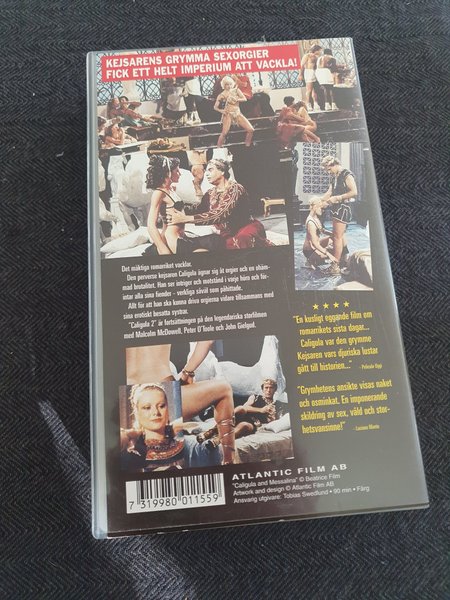 KEJSARENS GRYMMA SEXORGIER
FICK ETT HELT IMPERIUM ATT VACKLA!
Det mäktiga romarriket vacklar.
Den perverse kejsaren Caligula ägnar sig åt orgier och en ohäm-
mad brutalitet. Han ser intriger och motstånd i varje hörn och för-
intar alla sina fiender - verkliga såväl som påhittade.
Allt för att han ska kunna driva orgierna vidare tillsammans med
sina erotiskt besatta systrar.
"Caligula 2" är fortsättningen på den legendariska storfilmen
med Malcolm McDowell, Peter O'Toole och John Gielgud.
★ ★ ★ ★
"En kusligt eggande film om
romarrikets sista dagar...
Caligula var den grymme
Kejsaren vars djuriska lustar
gått till historien..." - Pelicula Oggi
"Grymhetens ansikte visas naket
och osminkat. En imponerande
skildring av sex, våld och stor-
hetsvansinne!"
ATLANTIC FILM AB
"Caligula and Messalina" © Beatrice Film
Artwork and design © Atlantic Film AB
Ansvarig utgivare: Tobias Swedlund • 90 min • Färg
7 319980 011559